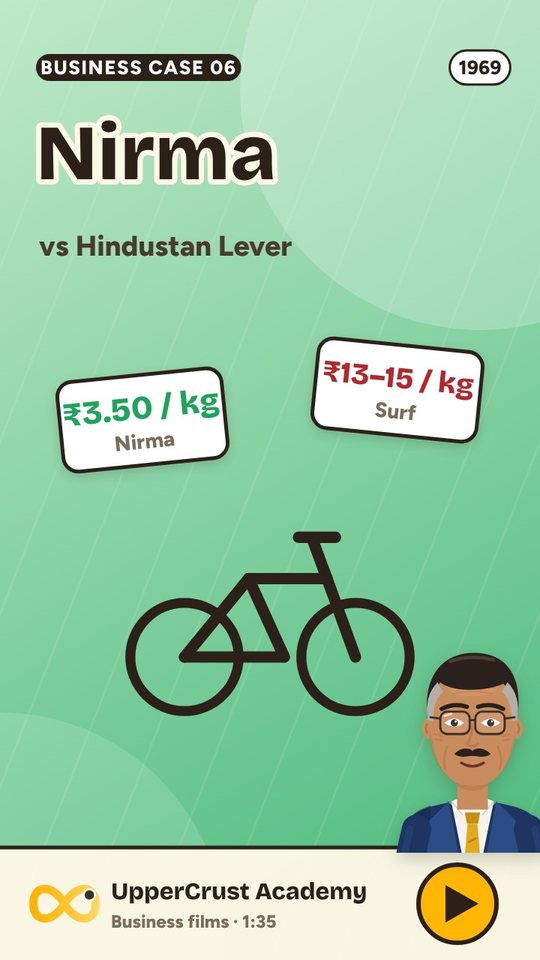 BUSINESS CASE 06
1969
Nirma
vs Hindustan Lever
₹3.50 / kg
Nirma
₹13–15 / kg
Surf
UpperCrust Academy
Business films · 1:35